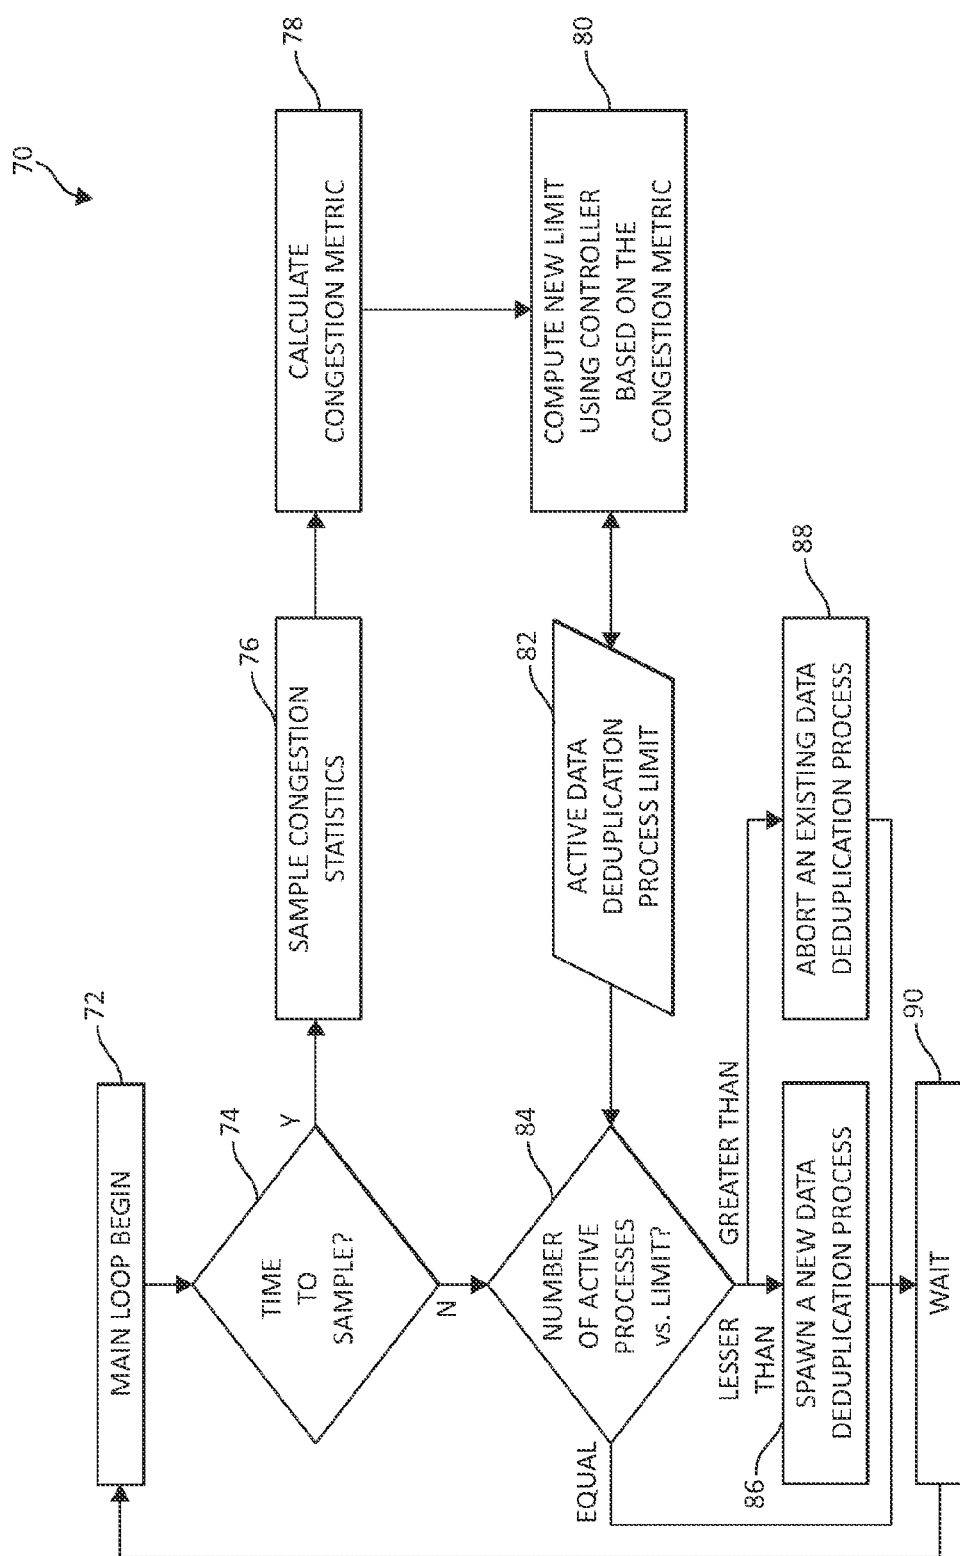 70
MAIN LOOP BEGIN
72
TIME
TO
SAMPLE?
74
Y
N
SAMPLE CONGESTION
STATISTICS
76
CALCULATE
CONGESTION METRIC
78
COMPUTE NEW LIMIT
USING CONTROLLER
BASED ON THE
CONGESTION METRIC
80
ACTIVE DATA
DEDUPLICATION
PROCESS LIMIT
82
NUMBER
OF ACTIVE
PROCESSES
vs. LIMIT?
84
EQUAL
LESSER
THAN
GREATER THAN
SPAWN A NEW DATA
DEDUPLICATION PROCESS
86
ABORT AN EXISTING DATA
DEDUPLICATION PROCESS
88
WAIT
90